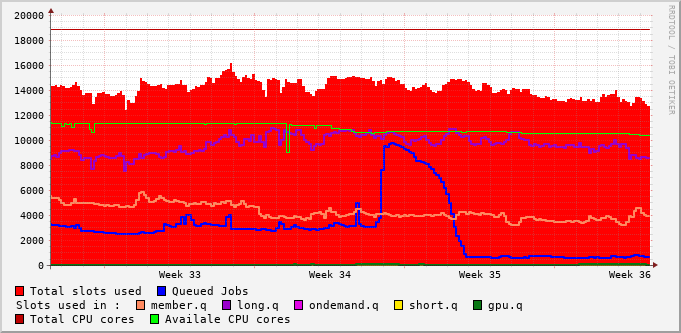 20000
18000
16000
14000
12000
10000
8000
6000
4000
2000
0
Week 33 Week 34 Week 35 Week 36
Total slots used Queued Jobs
Slots used in : member.q long.q ondemand.q short.q gpu.q
Total CPU cores Availale CPU cores
RRDTOOL / TOBI OETIKER